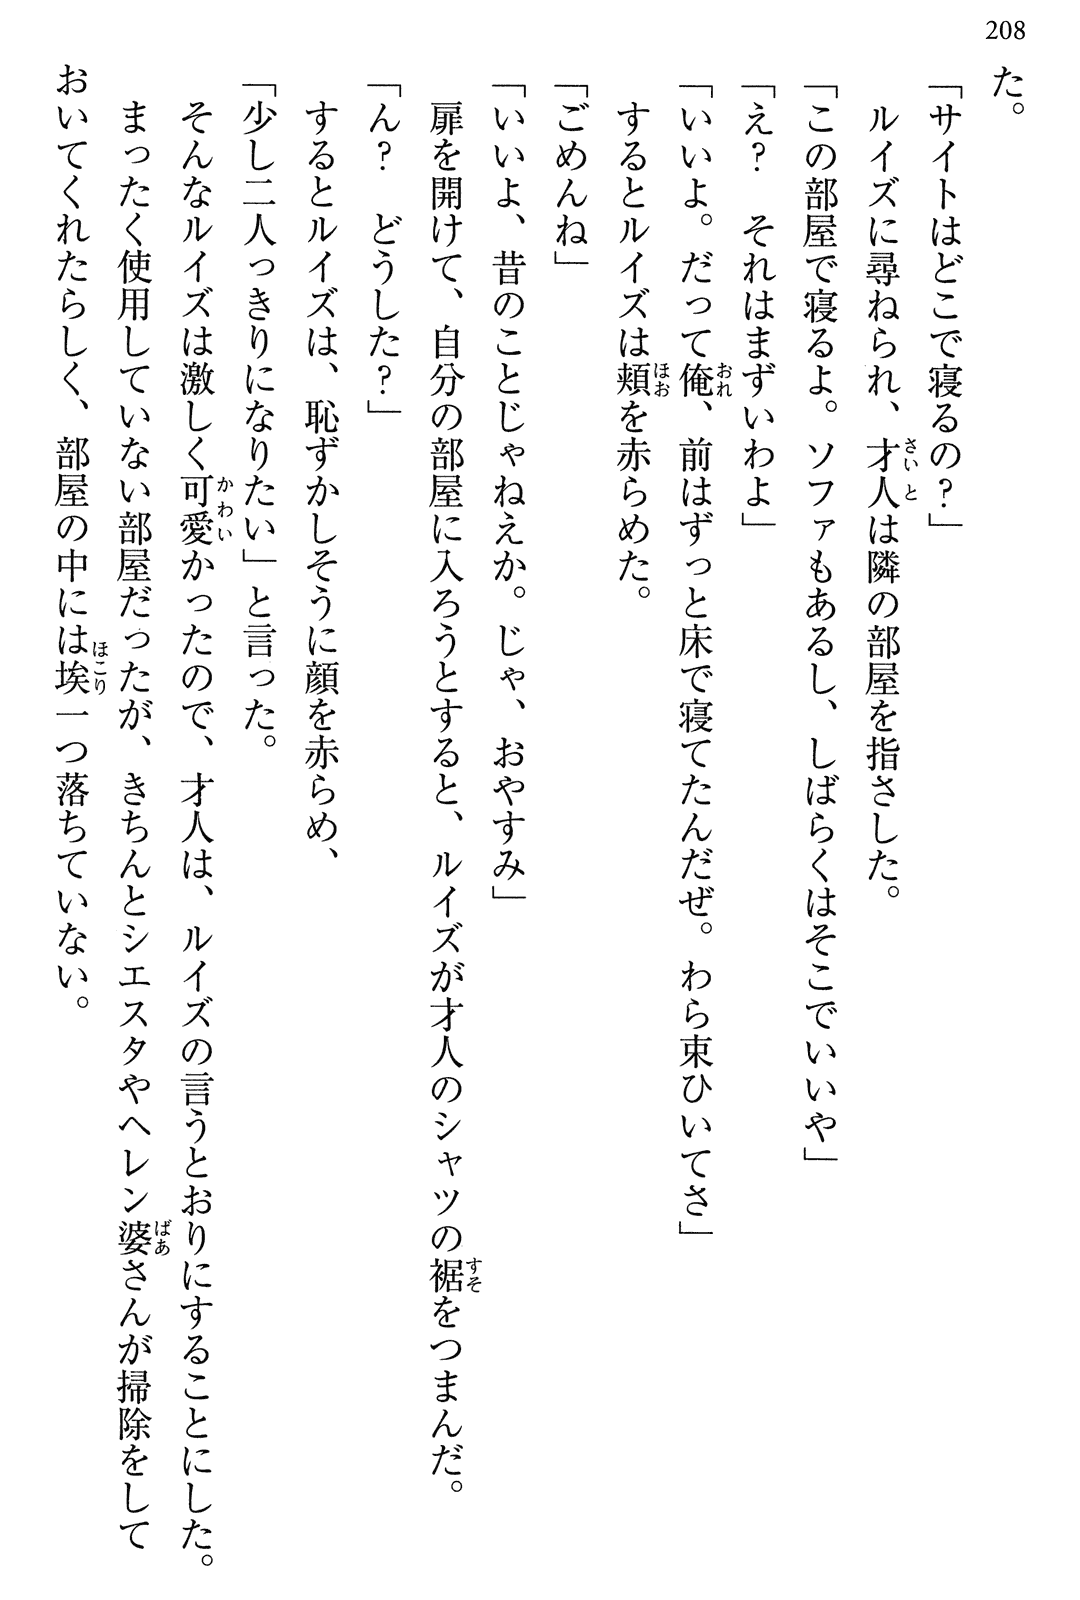 208
た。
「サイトはどこで寝るの？」
ルイズに尋ねられ、才人は隣の部屋を指さした。
「この部屋で寝るよ。ソファもあるし、しばらくはそこでいいや」
「え？　それはまずいわよ」
「いいよ。だって俺、前はずっと床で寝てたんだぜ。わら束ひいてさ」
するとルイズは頬を赤らめた。
「ごめんね」
「いいよ、昔のことじゃねえか。じゃ、おやすみ」
扉を開けて、自分の部屋に入ろうとすると、ルイズが才人のシャツの裾をつまんだ。
「ん？　どうした？」
するとルイズは、恥ずかしそうに顔を赤らめ、
「少し二人っきりになりたい」と言った。
そんなルイズは激しく可愛かったので、才人は、ルイズの言うとおりにすることにした。
まったく使用していない部屋だったが、きちんとシエスタやヘレン婆さんが掃除をして
おいてくれたらしく、部屋の中には埃一つ落ちていない。